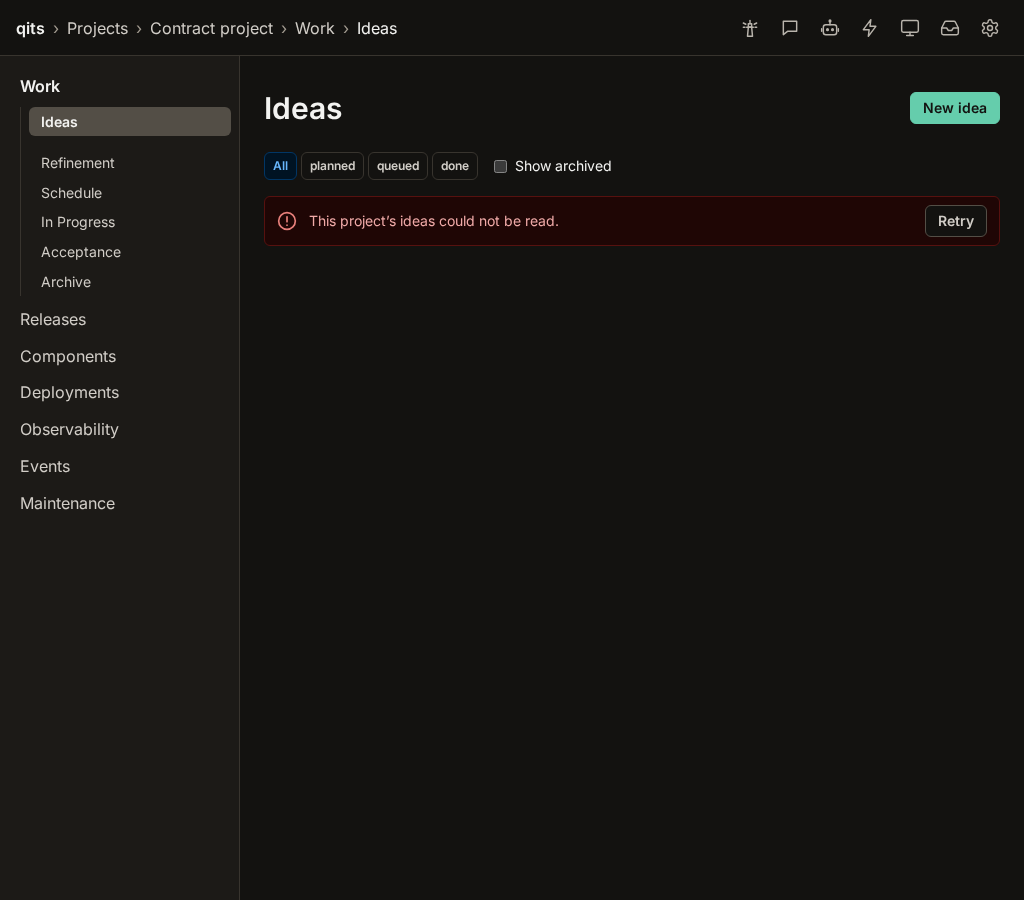 qits › Projects › Contract project › Work › Ideas
Work
Ideas
Refinement
Schedule
In Progress
Acceptance
Archive
Releases
Components
Deployments
Observability
Events
Maintenance
Ideas
New idea
All planned queued done Show archived
This project’s ideas could not be read.
Retry